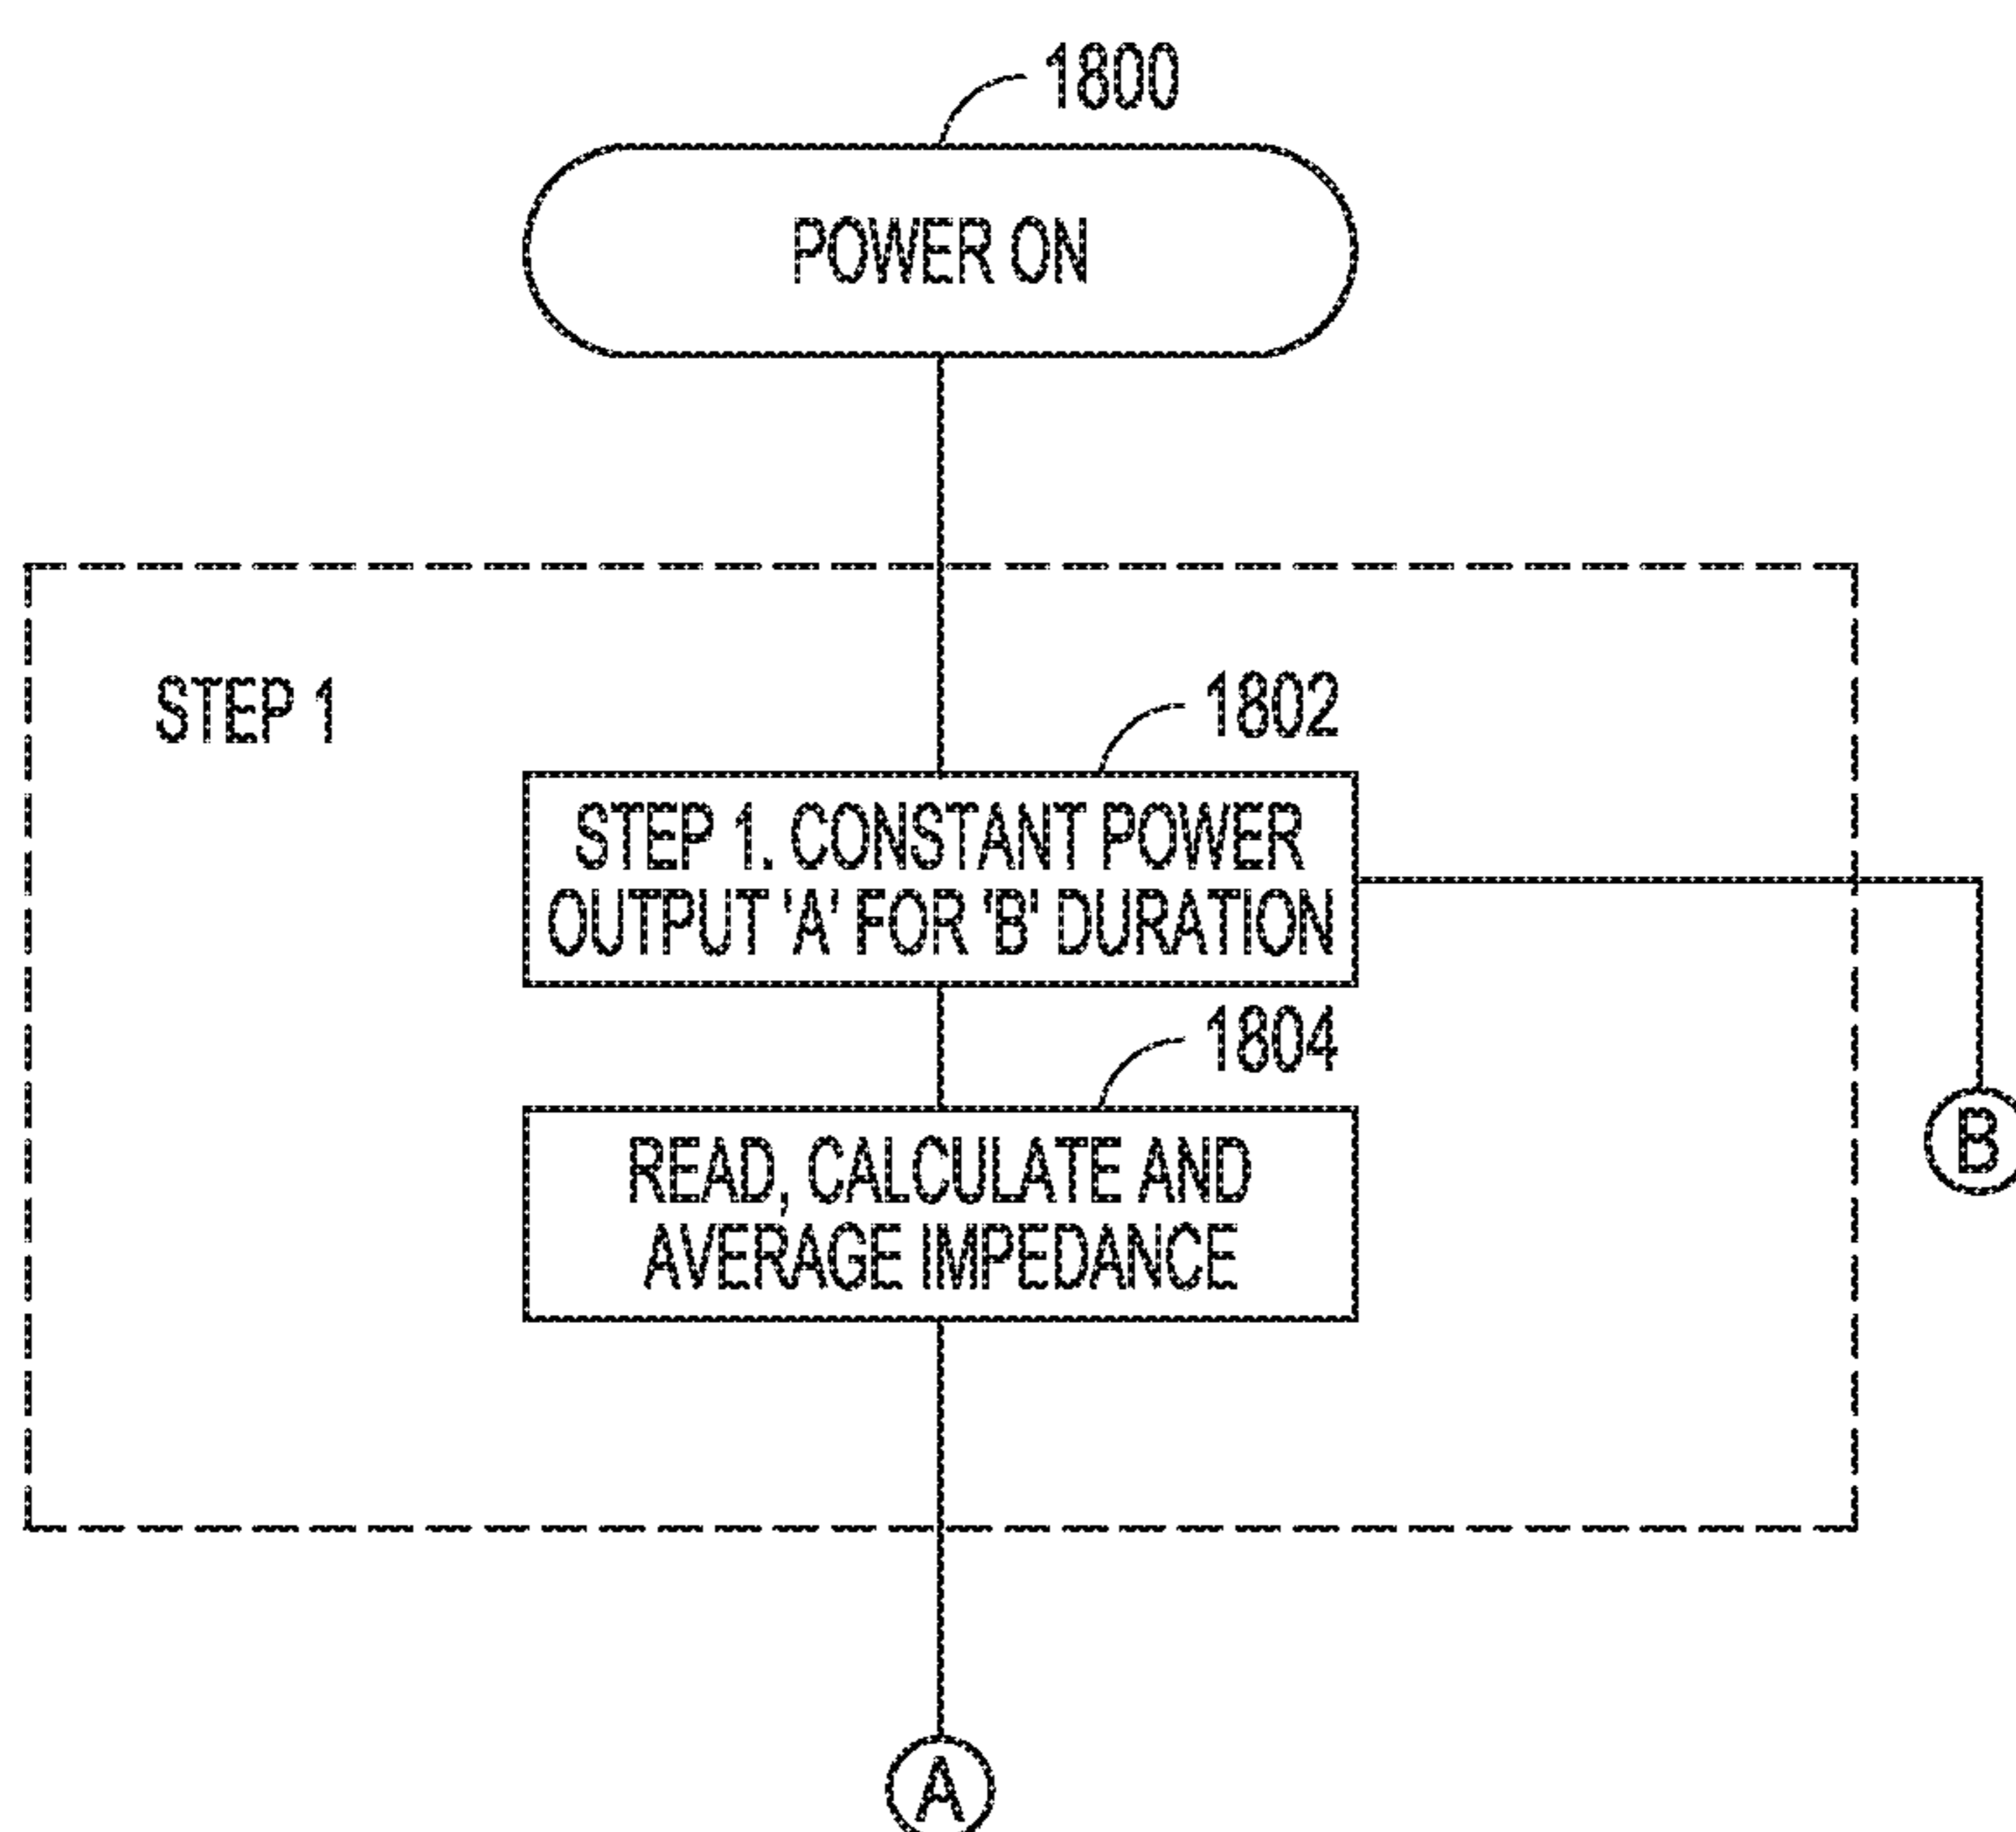 1800
POWER ON
STEP 1
1802
STEP 1. CONSTANT POWER
OUTPUT 'A' FOR 'B' DURATION
1804
READ, CALCULATE AND
AVERAGE IMPEDANCE
B
A